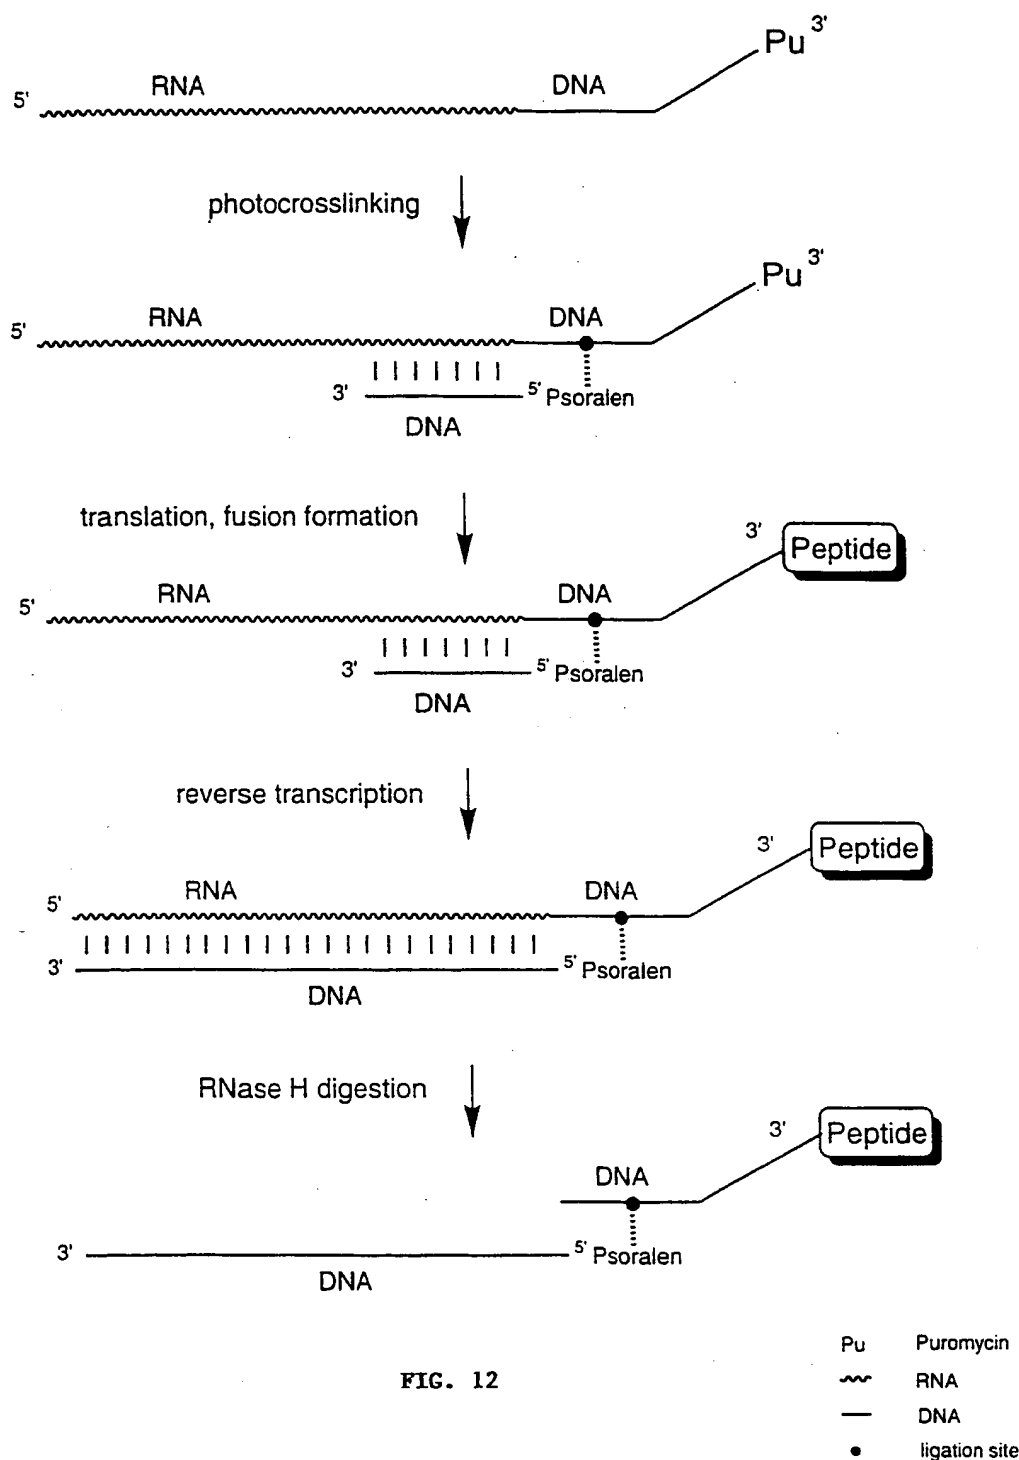 Pu 3'
RNA DNA
5'
photocrosslinking
Pu 3'
RNA DNA
5'
3' 5' Psoralen
DNA
translation, fusion formation
3' Peptide
RNA DNA
5'
3' 5' Psoralen
DNA
reverse transcription
3' Peptide
RNA DNA
5'
3' 5' Psoralen
DNA
RNase H digestion
3' Peptide
DNA
3' 5' Psoralen
DNA
FIG. 12
Pu Puromycin
RNA
DNA
ligation site